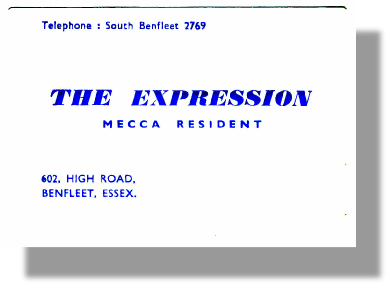 Telephone : South Benfleet 2769
THE EXPRESSION
MECCA RESIDENT
602, HIGH ROAD,
BENFLEET, ESSEX.